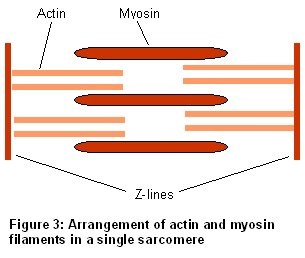 Actin Myosin
Z-lines
Figure 3: Arrangement of actin and myosin
filaments in a single sarcomere